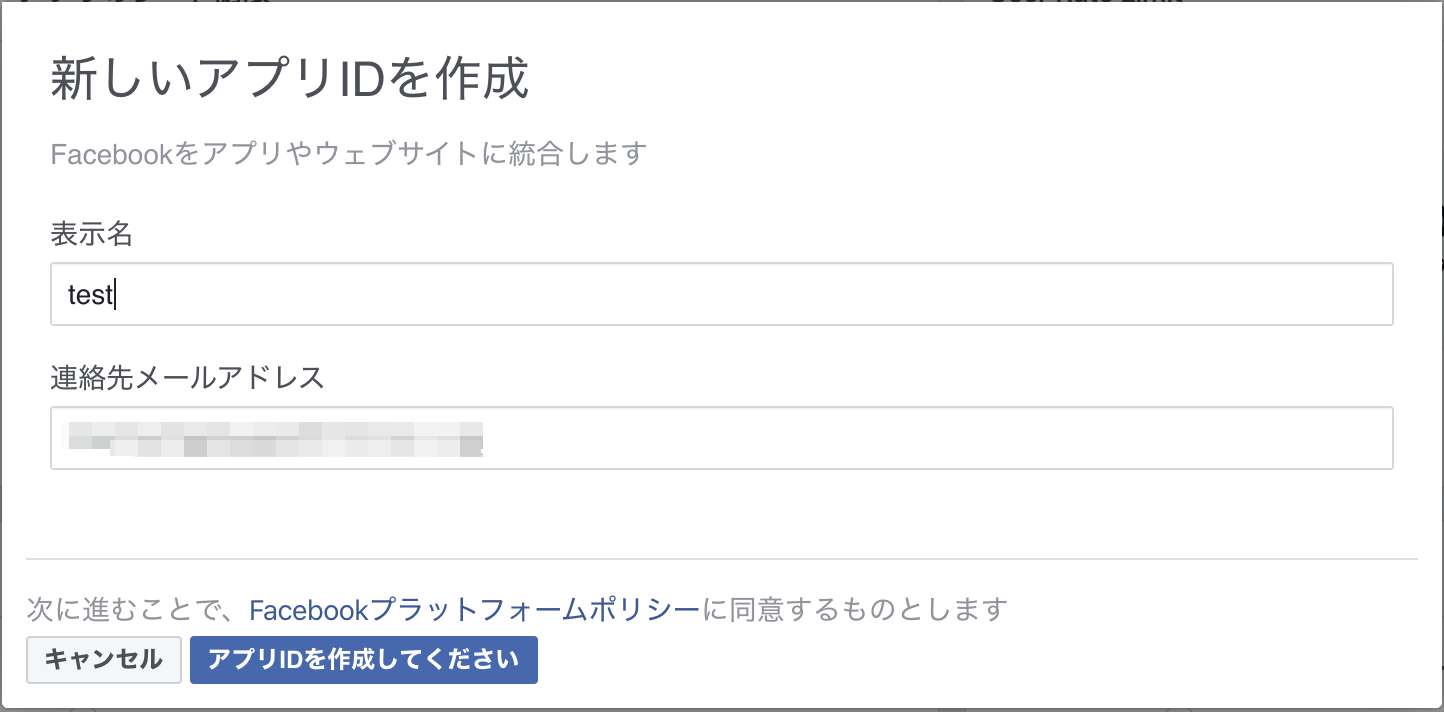 新しいアプリIDを作成
Facebookをアプリやウェブサイトに統合します
表示名
test
連絡先メールアドレス
次に進むことで、Facebookプラットフォームポリシーに同意するものとします
キャンセル アプリIDを作成してください